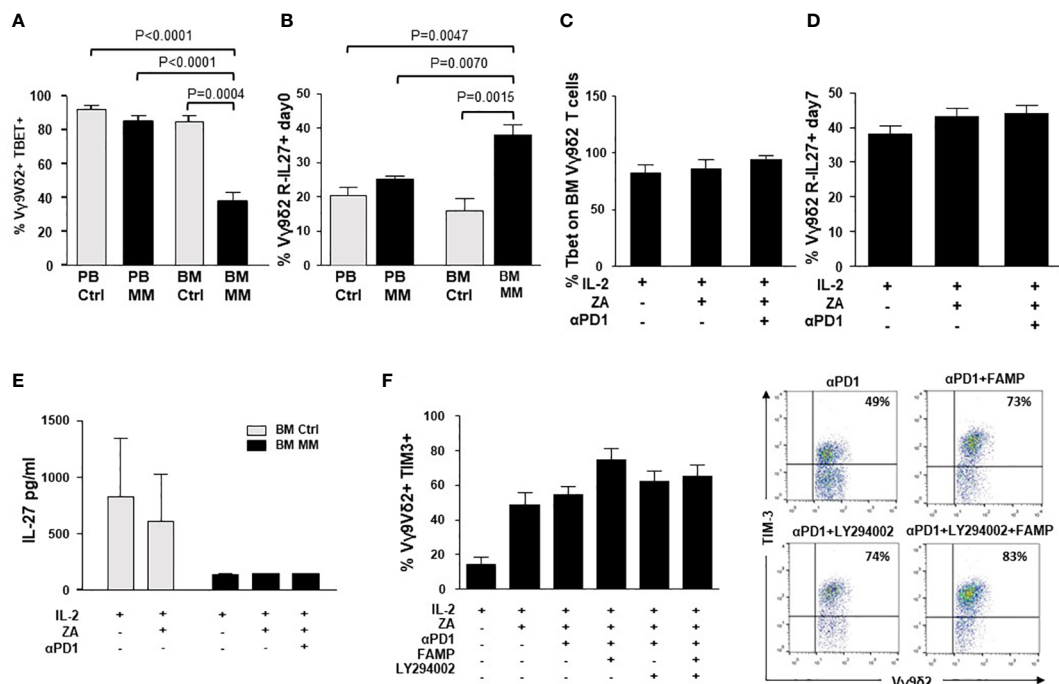 A
P<0.0001
P<0.0001
P=0.0004
% Vγ9Vδ2+ TBET+
100
80
60
40
20
0
PB Ctrl
PB MM
BM Ctrl
BM MM
B
P=0.0047
P=0.0070
P=0.0015
% Vγ9δ2 R-IL27+ day0
50
40
30
20
10
0
PB Ctrl
PB MM
BM Ctrl
BM MM
C
% Tbet on BM Vγ9δ2 T cells
150
100
50
0
IL-2 + + +
ZA - + +
αPD1 - - +
D
% Vγ9δ2 R-IL27+ day7
60
40
20
0
IL-2 + + +
ZA - + +
αPD1 - - +
E
IL-27 pg/ml
1500
1000
500
0
BM Ctrl
BM MM
IL-2 + + + + +
ZA - + - + +
αPD1 - - - - +
F
% Vγ9Vδ2+ TIM3+
100
80
60
40
20
0
IL-2 + + + + + +
ZA - + + + + +
αPD1 - - + + + +
FAMP - - - + - +
LY294002 - - - - + +
αPD1
49%
αPD1+FAMP
73%
αPD1+LY294002
74%
αPD1+LY294002+FAMP
83%
TIM-3
Vγ9δ2